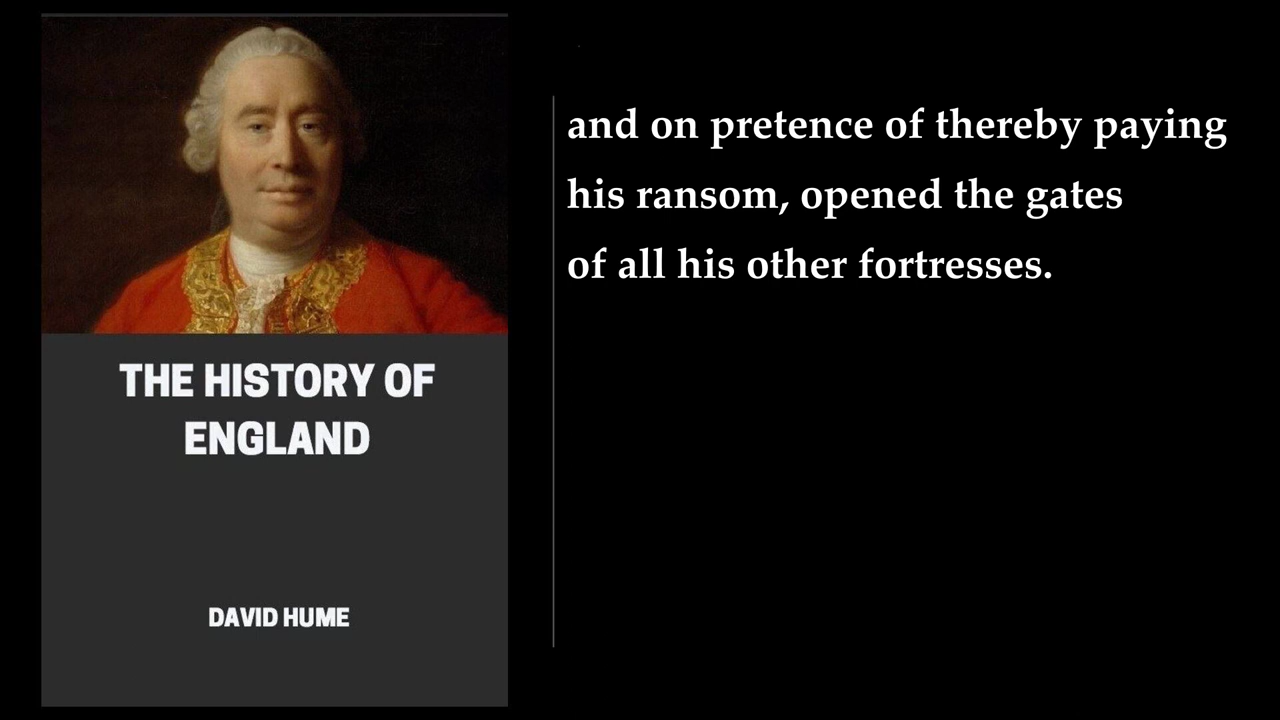 THE HISTORY OF
ENGLAND
DAVID HUME
and on pretence of thereby paying
his ransom, opened the gates
of all his other fortresses.